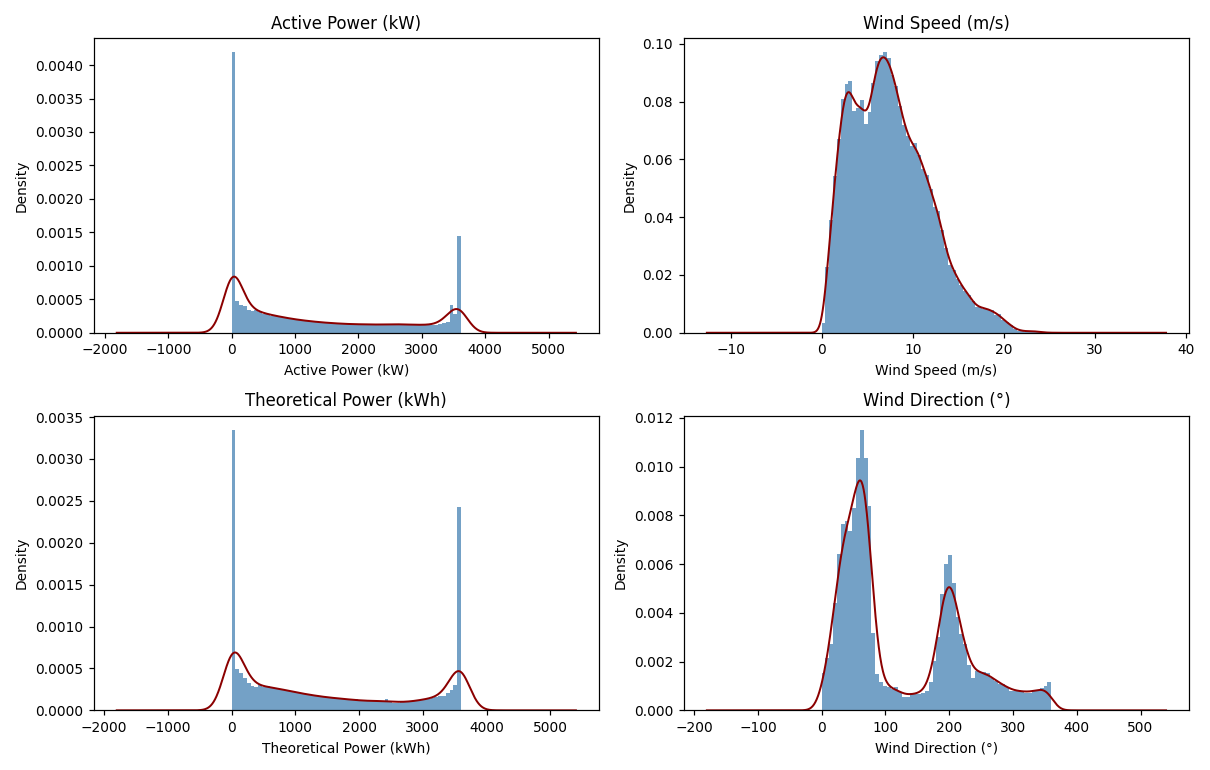 Active Power (kW)
0.0040
0.0035
0.0030
0.0025
0.0020
0.0015
0.0010
0.0005
0.0000
Density
−2000 −1000 0 1000 2000 3000 4000 5000
Active Power (kW)
Wind Speed (m/s)
0.10
0.08
0.06
0.04
0.02
0.00
Density
−10 0 10 20 30 40
Wind Speed (m/s)
Theoretical Power (kWh)
0.0035
0.0030
0.0025
0.0020
0.0015
0.0010
0.0005
0.0000
Density
−2000 −1000 0 1000 2000 3000 4000 5000
Theoretical Power (kWh)
Wind Direction (°)
0.012
0.010
0.008
0.006
0.004
0.002
0.000
Density
−200 −100 0 100 200 300 400 500
Wind Direction (°)